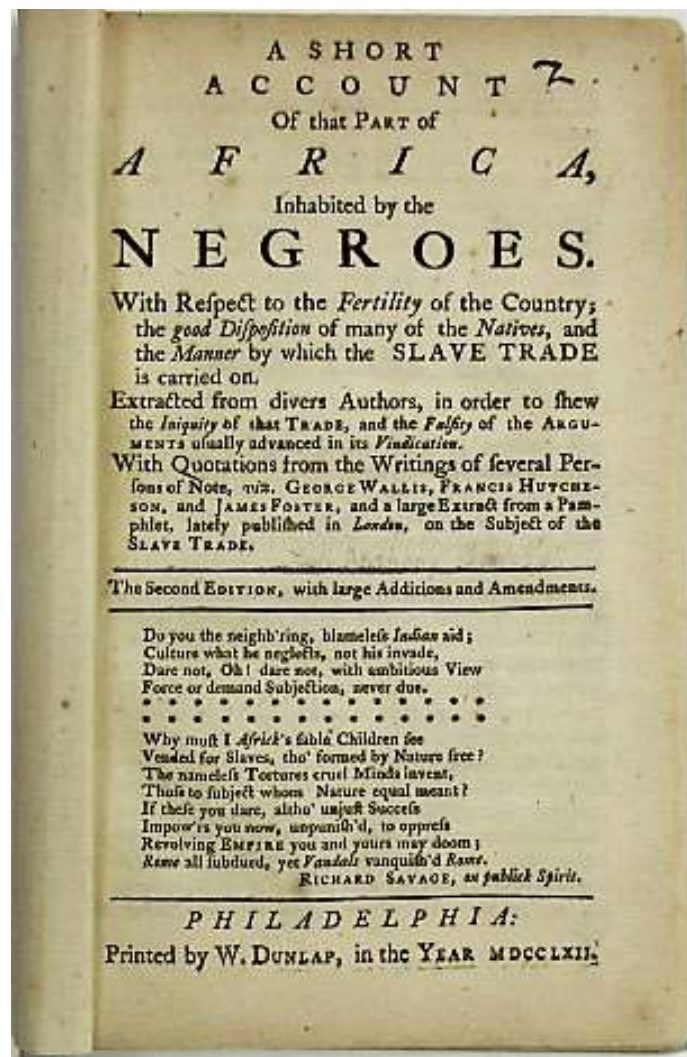 A SHORT
ACCOUNT
2
Of that PART of
AFRICA,
Inhabited by the
NEGROES.
With Reſpect to the Fertility of the Country;
the good Diſpoſition of many of the Natives, and
the Manner by which the SLAVE TRADE
is carried on.
Extracted from divers Authors, in order to ſhew
the Iniquity of that TRADE, and the Falſity of the ARGU-
MENTS uſually advanced in its Vindication.
With Quotations from the Writings of ſeveral Per-
ſons of Note, viz. GEORGE WALLIS, FRANCIS HUTCHE-
SON, and JAMES FOSTER, and a large Extract from a Pam-
phlet, lately publiſhed in London, on the Subject of the
SLAVE TRADE.
The Second EDITION, with large Additions and Amendments.
Do you the neighb'ring, blameleſs Indian aid;
Culture what he neglects, not his invade,
Dare not, Oh! dare not, with ambitious View
Force or demand Subjection, never due.
Why muſt I Africk's ſable Children ſee
Vended for Slaves, tho' formed by Nature free?
The nameleſs Tortures cruel Minds invent,
Thoſe to ſubject whom Nature equal meant?
If theſe you dare, altho' unjuſt Succeſs
Impow'rs you now, unpuniſh'd, to oppreſs
Revolving EMPIRE you and yours may doom;
Rome all ſubdued, yet Vandals vanquiſh'd Rome.
RICHARD SAVAGE, on publick Spirit.
PHILADELPHIA:
Printed by W. DUNLAP, in the YEAR MDCCLXII.